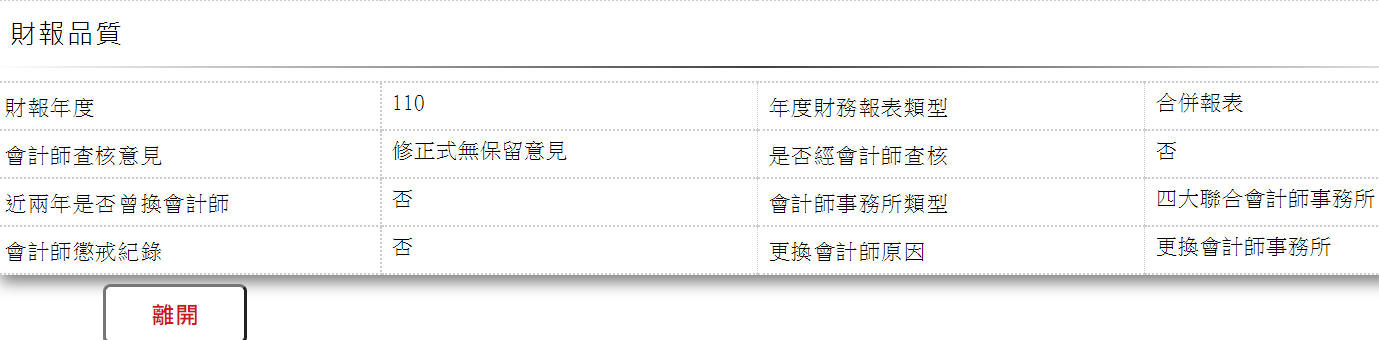 財報品質
財報年度 110 年度財務報表類型 合併報表
會計師查核意見 修正式無保留意見 是否經會計師查核 否
近兩年是否曾換會計師 否 會計師事務所類型 四大聯合會計師事務所
會計師懲戒紀錄 否 更換會計師原因 更換會計師事務所
離開